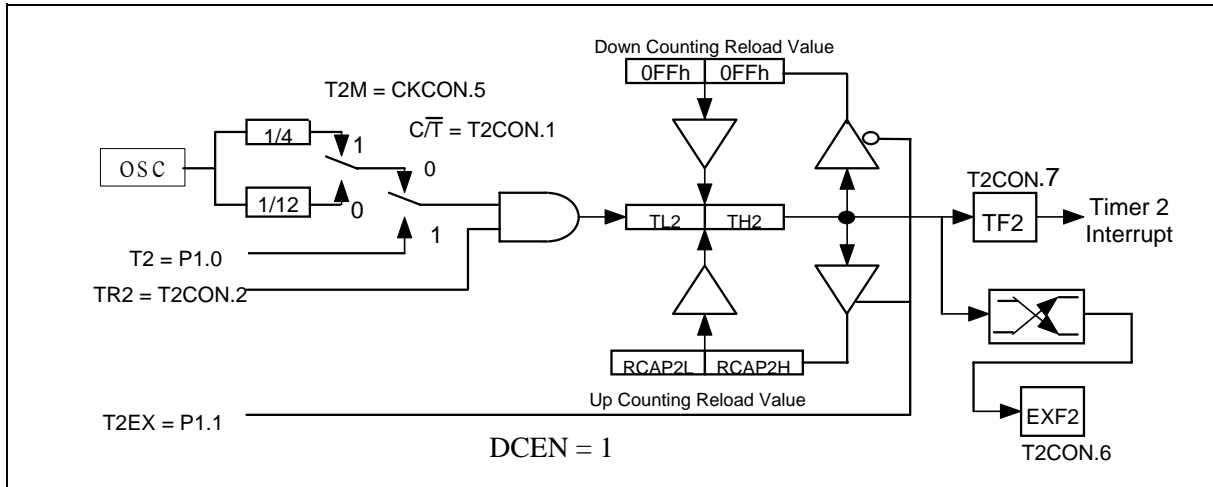 Down Counting Reload Value
0FFh 0FFh
T2M = CKCON.5
C/T̅ = T2CON.1
1/4
1
OSC
0
1/12
0
1
T2CON.7
TL2 TH2
TF2
Timer 2
Interrupt
T2 = P1.0
TR2 = T2CON.2
RCAP2L RCAP2H
Up Counting Reload Value
T2EX = P1.1
EXF2
T2CON.6
DCEN = 1